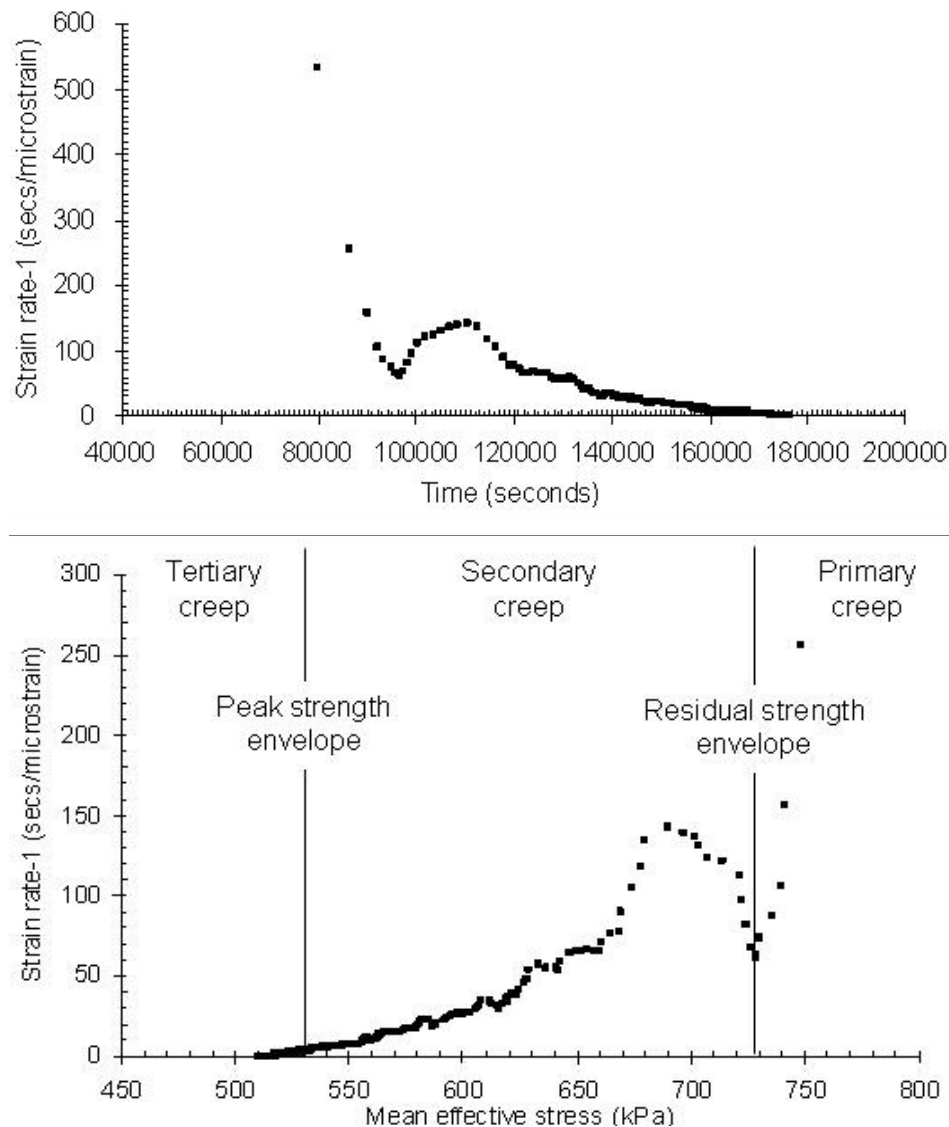 600
500
400
300
200
100
0
Strain rate-1 (secs/microstrain)
40000 60000 80000 100000 120000 140000 160000 180000 200000
Time (seconds)
Tertiary
creep
Secondary
creep
Primary
creep
Peak strength
envelope
Residual strength
envelope
300
250
200
150
100
50
0
Strain rate-1 (secs/microstrain)
450 500 550 600 650 700 750 800
Mean effective stress (kPa)